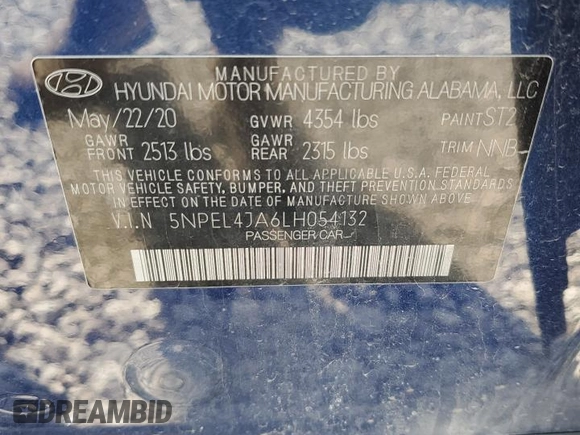 MANUFACTURED BY
HYUNDAI MOTOR MANUFACTURING ALABAMA, LLC
May/22/20 GVWR 4354 lbs PAINT ST2
GAWR FRONT 2513 lbs GAWR REAR 2315 lbs TRIM NNB
THIS VEHICLE CONFORMS TO ALL APPLICABLE U.S.A. FEDERAL
MOTOR VEHICLE SAFETY, BUMPER, AND THEFT PREVENTION STANDARDS
IN EFFECT ON THE DATE OF MANUFACTURE SHOWN ABOVE.
V.I.N 5NPEL4JA6LH054132
PASSENGER CAR
DREAMBID